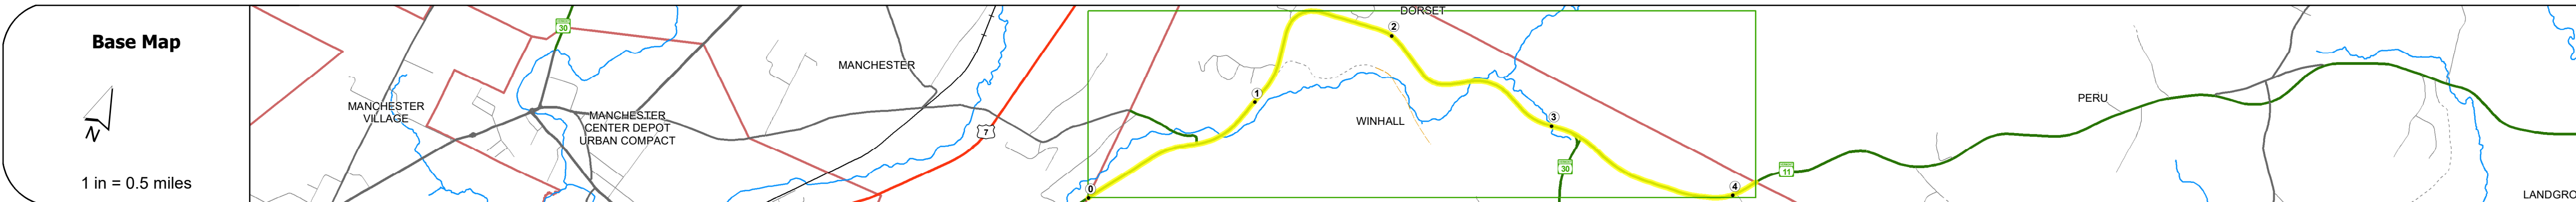 Base Map
N
1 in = 0.5 miles
30
MANCHESTER
VILLAGE
MANCHESTER
CENTER DEPOT
URBAN COMPACT
MANCHESTER
7
0
1
DORSET
2
WINHALL
3
30
4
11
PERU
LANDGRO